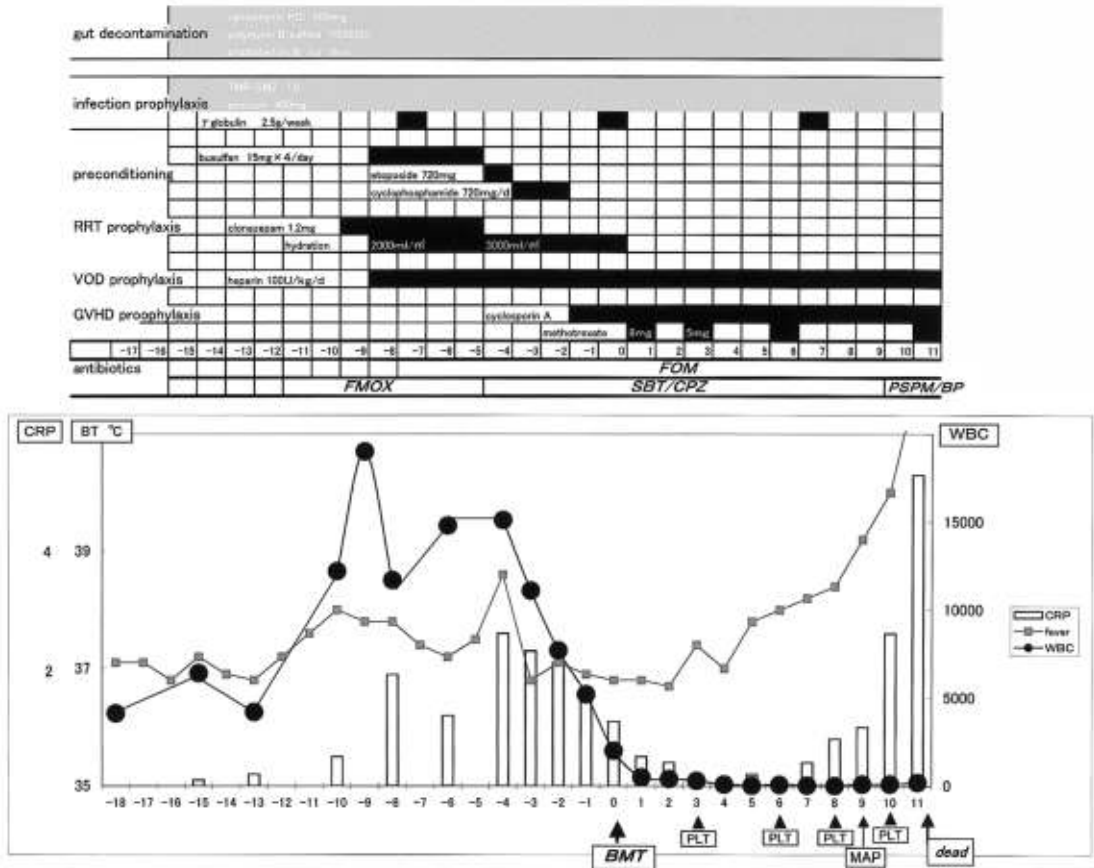 gut decontamination
infection prophylaxis
γ globulin 2.5g/weak
busulfan 15mg×4/day
preconditioning
etoposide 720mg
cyclophosphamide 720mg/d
RRT prophylaxis
clonazepam 1.2mg
hydration 2000ml/㎡ 3000ml/㎡
VOD prophylaxis
heparin 100U/kg/d
GVHD proophylaxis
cyclosporin A
methotrexate 8mg 5mg
-17 -16 -15 -14 -13 -12 -11 -10 -9 -8 -7 -6 -5 -4 -3 -2 -1 0 1 2 3 4 5 6 7 8 9 10 11
antibiotics
FOM
FMOX SBT/CPZ PSPM/BP
CRP BT ℃ WBC
15000
4 39
10000
CRP
fever
WBC
2 37
5000
35 0
-18 -17 -16 -15 -14 -13 -12 -11 -10 -9 -8 -7 -6 -5 -4 -3 -2 -1 0 1 2 3 4 5 6 7 8 9 10 11
PLT PLT PLT PLT
BMT MAP dead